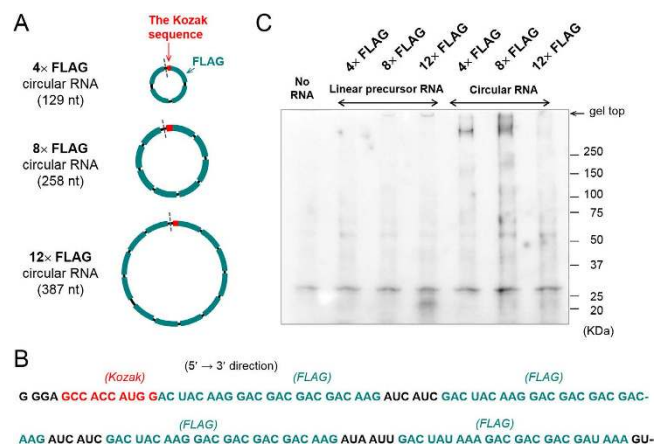 A
The Kozak
sequence
4× FLAG
circular RNA
(129 nt)
FLAG
8× FLAG
circular RNA
(258 nt)
12× FLAG
circular RNA
(387 nt)
C
No
RNA
4× FLAG
8× FLAG
12× FLAG
4× FLAG
8× FLAG
12× FLAG
Linear precursor RNA
Circular RNA
gel top
250
150
100
75
50
37
25
20
(KDa)
B
(Kozak)
(5' → 3' direction)
(FLAG)
(FLAG)
G GGA GCC ACC AUG GAC UAC AAG GAC GAC GAC GAC AAG AUC AUC GAC UAC AAG GAC GAC GAC GAC-
(FLAG)
(FLAG)
AAG AUC AUC GAC UAC AAG GAC GAC GAC GAC AAG AUA AUU GAC UAU AAA GAC GAC GAC GAU AAA GU-